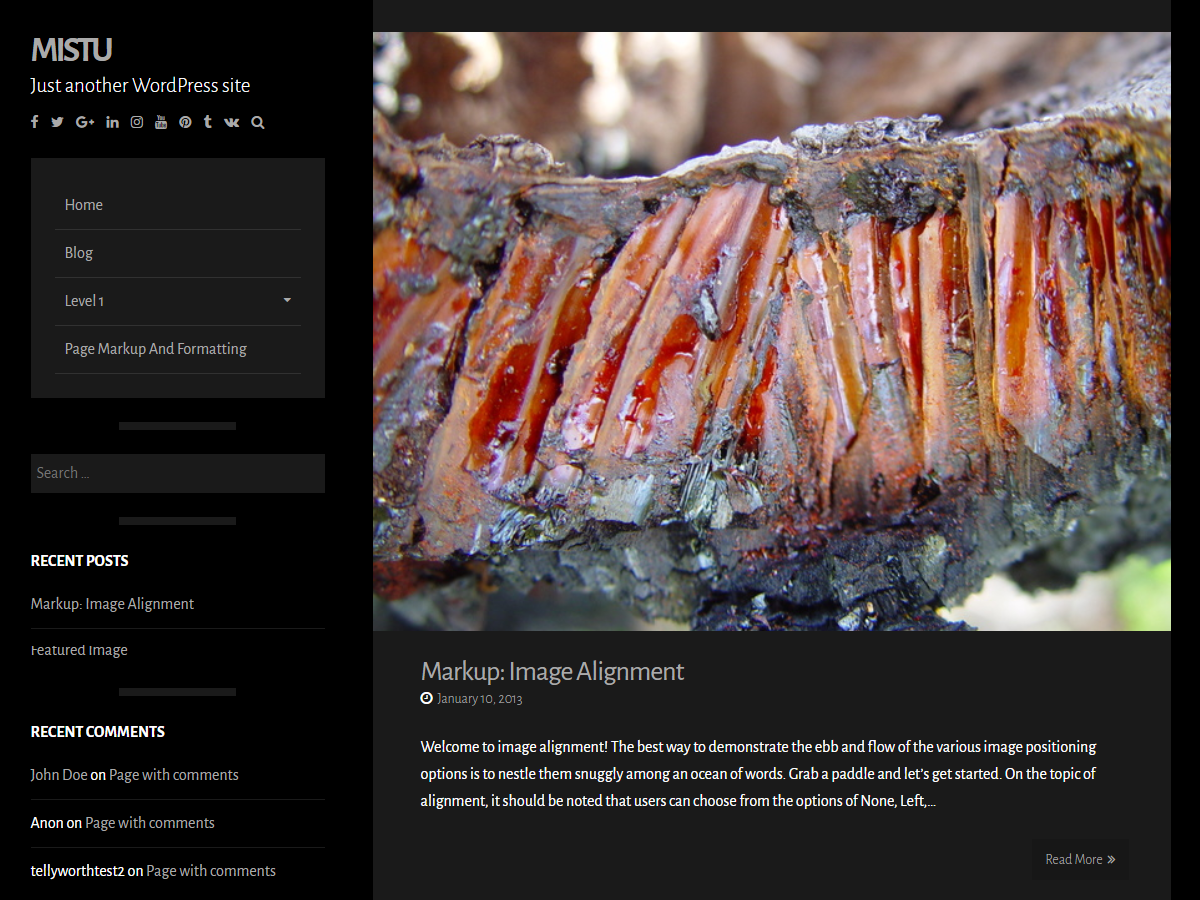 MISTU
Just another WordPress site
Home
Blog
Level 1
Page Markup And Formatting
Search ...
RECENT POSTS
Markup: Image Alignment
Featured Image
RECENT COMMENTS
John Doe on Page with comments
Anon on Page with comments
tellyworthtest2 on Page with comments
Markup: Image Alignment
January 10, 2013
Welcome to image alignment! The best way to demonstrate the ebb and flow of the various image positioning
options is to nestle them snuggly among an ocean of words. Grab a paddle and let's get started. On the topic of
alignment, it should be noted that users can choose from the options of None, Left,...
Read More »